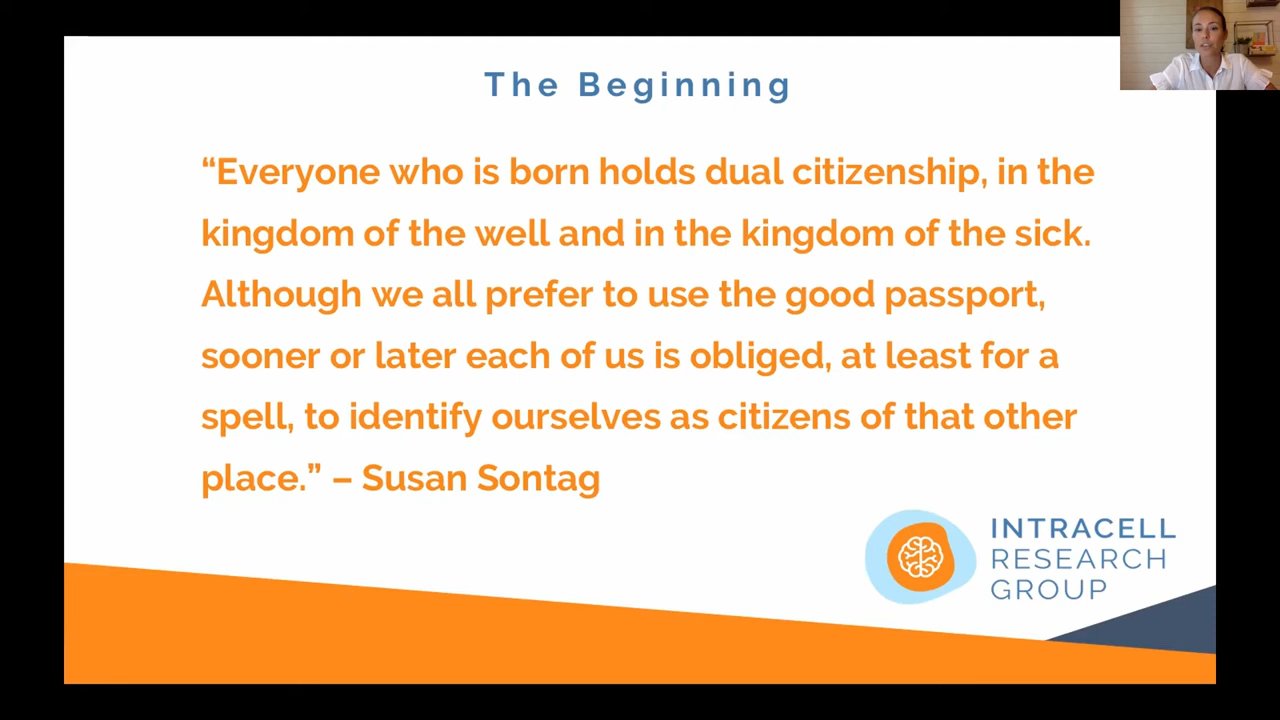 The Beginning
“Everyone who is born holds dual citizenship, in the
kingdom of the well and in the kingdom of the sick.
Although we all prefer to use the good passport,
sooner or later each of us is obliged, at least for a
spell, to identify ourselves as citizens of that other
place.” – Susan Sontag
INTRACELL
RESEARCH
GROUP